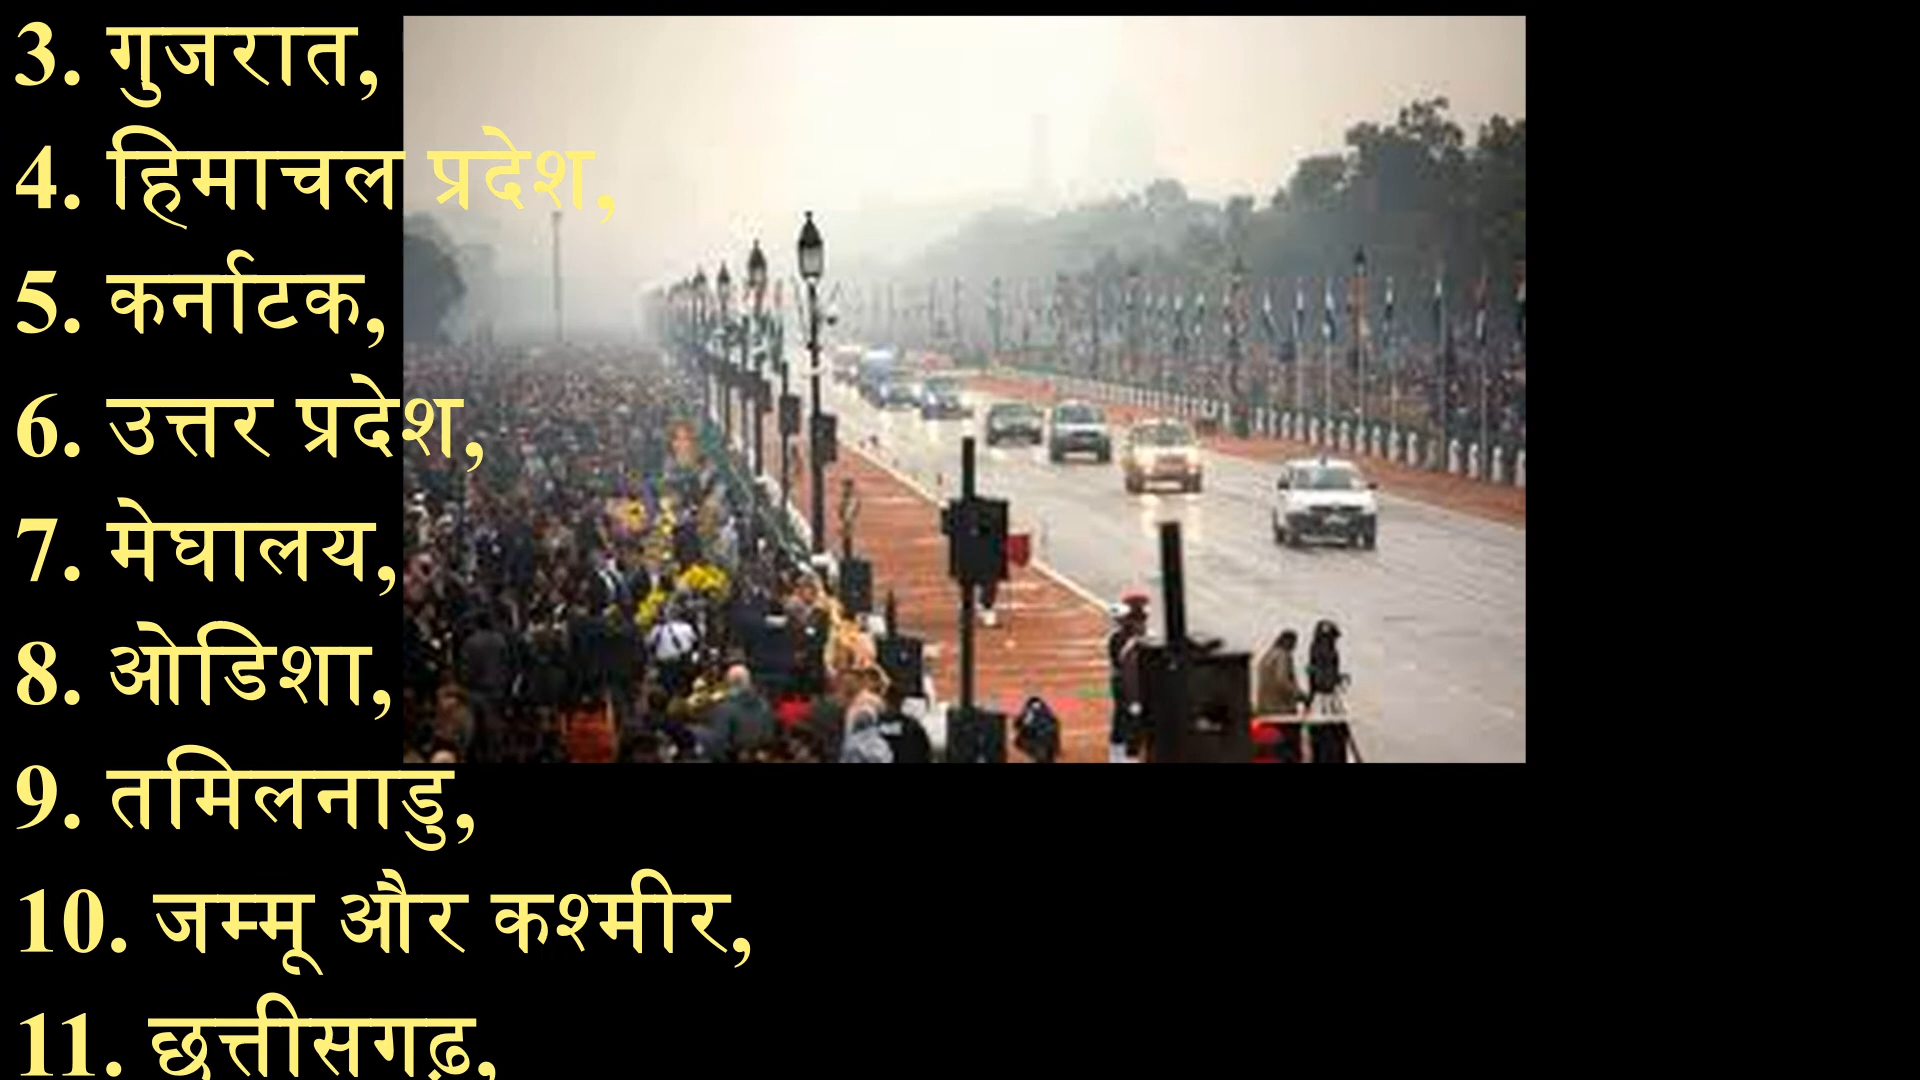 3. गुजरात,
4. हिमाचल प्रदेश,
5. कर्नाटक,
6. उत्तर प्रदेश,
7. मेघालय,
8. ओडिशा,
9. तमिलनाडु,
10. जम्मू और कश्मीर,
11. छत्तीसगढ़,